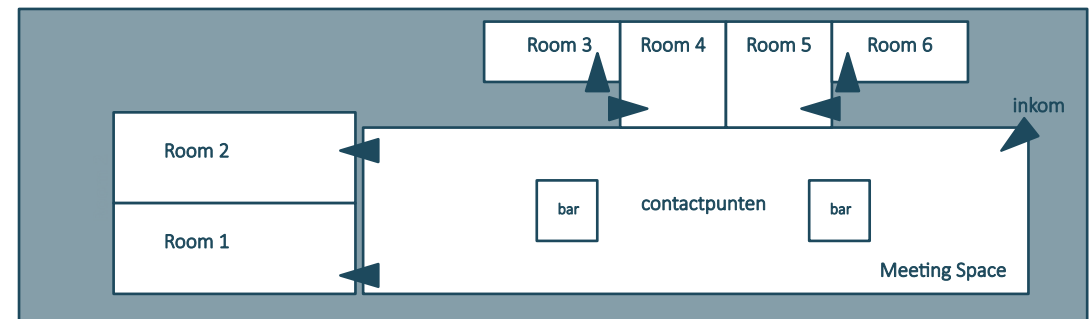 Room 3
Room 4
Room 5
Room 6
inkom
Room 2
bar
contactpunten
bar
Room 1
Meeting Space